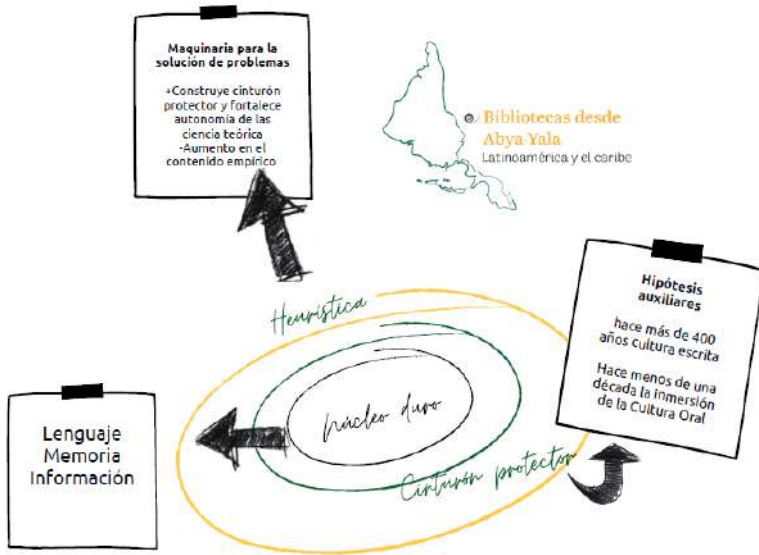 Maquinaria para la
solución de problemas
+Construye cinturón
protector y fortalece
autonomía de las
ciencia teórica
-Aumento en el
contenido empírico
Bibliotecas desde
Abya-Yala
Latinoamérica y el caribe
Hipótesis
auxiliares
hace más de 400
años cultura escrita
Hace menos de una
década la inmersión
de la Cultura Oral
Heurística
núcleo duro
Cinturón protector
Lenguaje
Memoria
Información